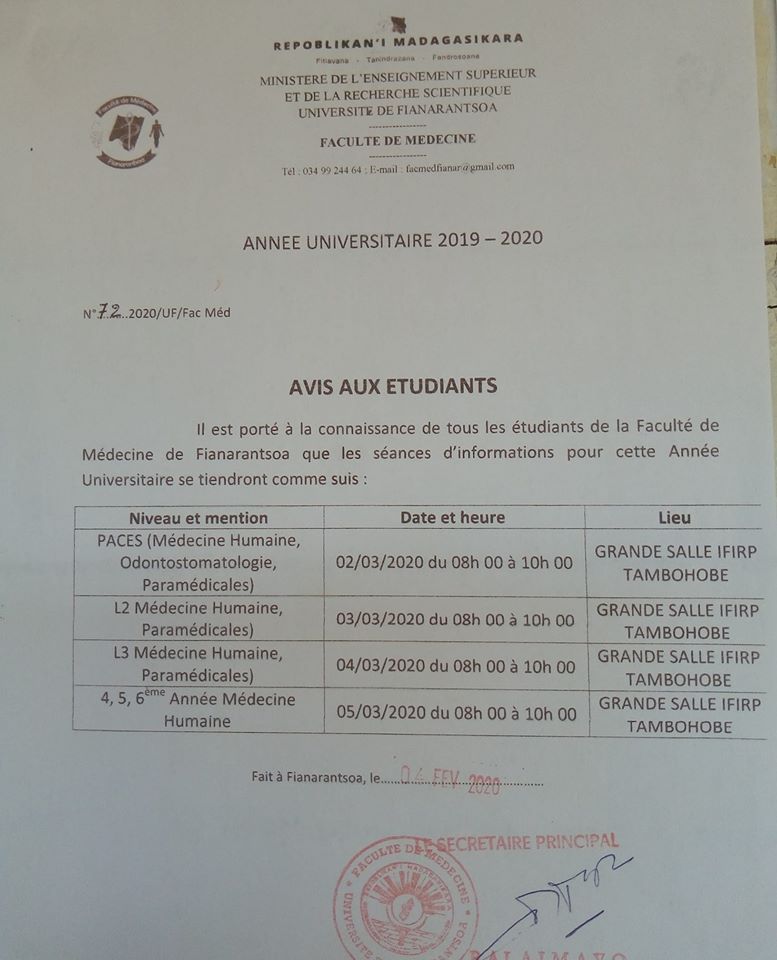 REPOBLIKAN'I MADAGASIKARA
Fitiavana - Tanindrazana - Fandrosoana
MINISTERE DE L'ENSEIGNEMENT SUPERIEUR
ET DE LA RECHERCHE SCIENTIFIQUE
UNIVERSITE DE FIANARANTSOA
FACULTE DE MEDECINE
Tél : 034 99 244 64 ; E-mail : facmedfianar@gmail.com
Faculté de Médecine
Fianarantsoa
ANNEE UNIVERSITAIRE 2019 – 2020
N°72...2020/UF/Fac Méd
AVIS AUX ETUDIANTS
Il est porté à la connaissance de tous les étudiants de la Faculté de
Médecine de Fianarantsoa que les séances d'informations pour cette Année
Universitaire se tiendront comme suis :
Niveau et mention Date et heure Lieu
PACES (Médecine Humaine,
Odontostomatologie,
Paramédicales)
02/03/2020 du 08h 00 à 10h 00
GRANDE SALLE IFIRP
TAMBOHOBE
L2 Médecine Humaine,
Paramédicales)
03/03/2020 du 08h 00 à 10h 00
GRANDE SALLE IFIRP
TAMBOHOBE
L3 Médecine Humaine,
Paramédicales)
04/03/2020 du 08h 00 à 10h 00
GRANDE SALLE IFIRP
TAMBOHOBE
4, 5, 6ème Année Médecine
Humaine
05/03/2020 du 08h 00 à 10h 00
GRANDE SALLE IFIRP
TAMBOHOBE
Fait à Fianarantsoa, le.....04 FEV 2020...........
LE SECRETAIRE PRINCIPAL
FACULTE DE MEDECINE
REPOBLIKAN'I MADAGASIKARA